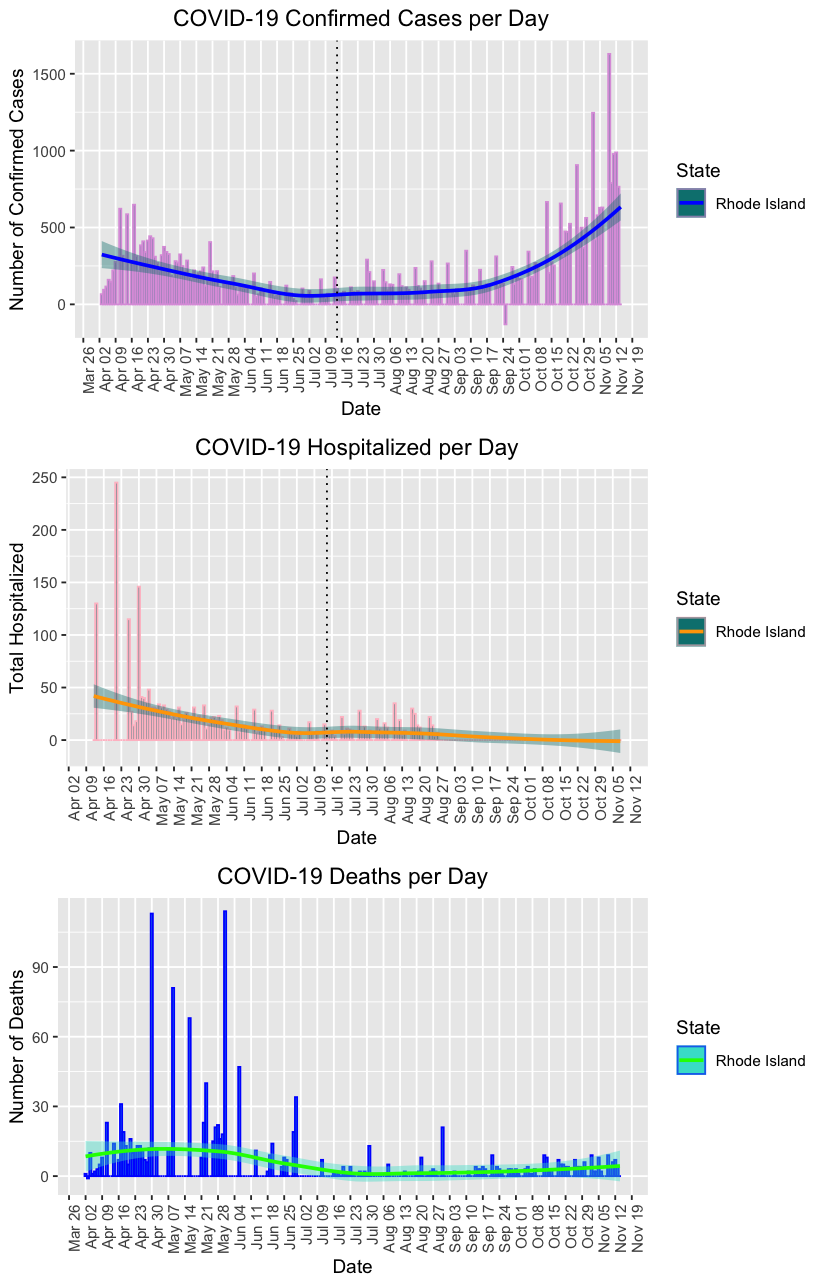 COVID-19 Confirmed Cases per Day
Number of Confirmed Cases
1500
1000
500
0
Mar 26
Apr 02
Apr 09
Apr 16
Apr 23
Apr 30
May 07
May 14
May 21
May 28
Jun 04
Jun 11
Jun 18
Jun 25
Jul 02
Jul 09
Jul 16
Jul 23
Jul 30
Aug 06
Aug 13
Aug 20
Aug 27
Sep 03
Sep 10
Sep 17
Sep 24
Oct 01
Oct 08
Oct 15
Oct 22
Oct 29
Nov 05
Nov 12
Nov 19
Date
State
Rhode Island
COVID-19 Hospitalized per Day
Total Hospitalized
250
200
150
100
50
0
Apr 02
Apr 09
Apr 16
Apr 23
Apr 30
May 07
May 14
May 21
May 28
Jun 04
Jun 11
Jun 18
Jun 25
Jul 02
Jul 09
Jul 16
Jul 23
Jul 30
Aug 06
Aug 13
Aug 20
Aug 27
Sep 03
Sep 10
Sep 17
Sep 24
Oct 01
Oct 08
Oct 15
Oct 22
Oct 29
Nov 05
Nov 12
Date
State
Rhode Island
COVID-19 Deaths per Day
Number of Deaths
90
60
30
0
Mar 26
Apr 02
Apr 09
Apr 16
Apr 23
Apr 30
May 07
May 14
May 21
May 28
Jun 04
Jun 11
Jun 18
Jun 25
Jul 02
Jul 09
Jul 16
Jul 23
Jul 30
Aug 06
Aug 13
Aug 20
Aug 27
Sep 03
Sep 10
Sep 17
Sep 24
Oct 01
Oct 08
Oct 15
Oct 22
Oct 29
Nov 05
Nov 12
Nov 19
Date
State
Rhode Island